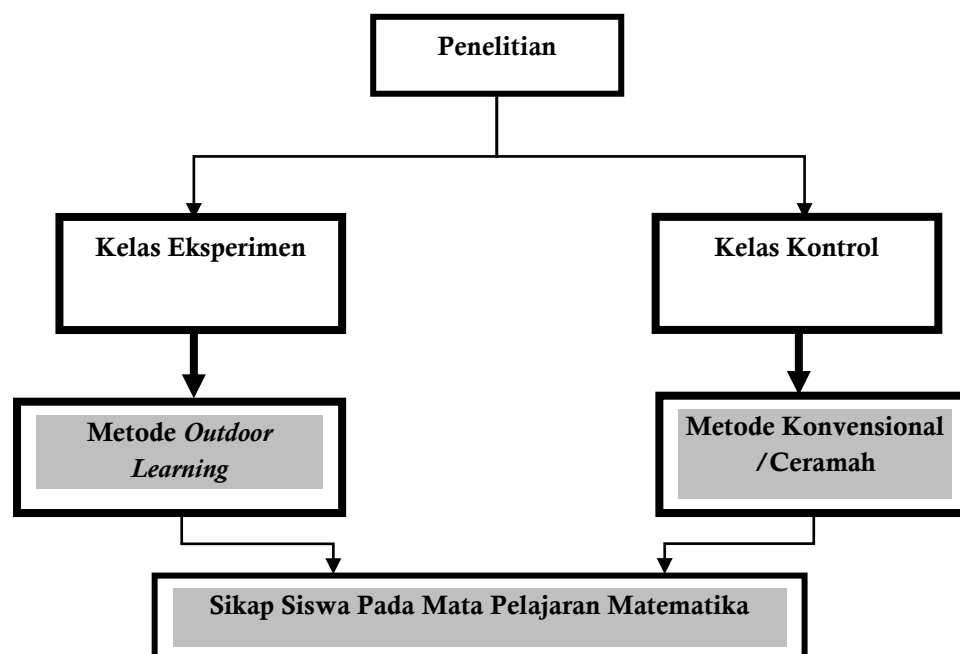 Penelitian
Kelas Eksperimen
Kelas Kontrol
Metode Outdoor
Learning
Metode Konvensional
/Ceramah
Sikap Siswa Pada Mata Pelajaran Matematika